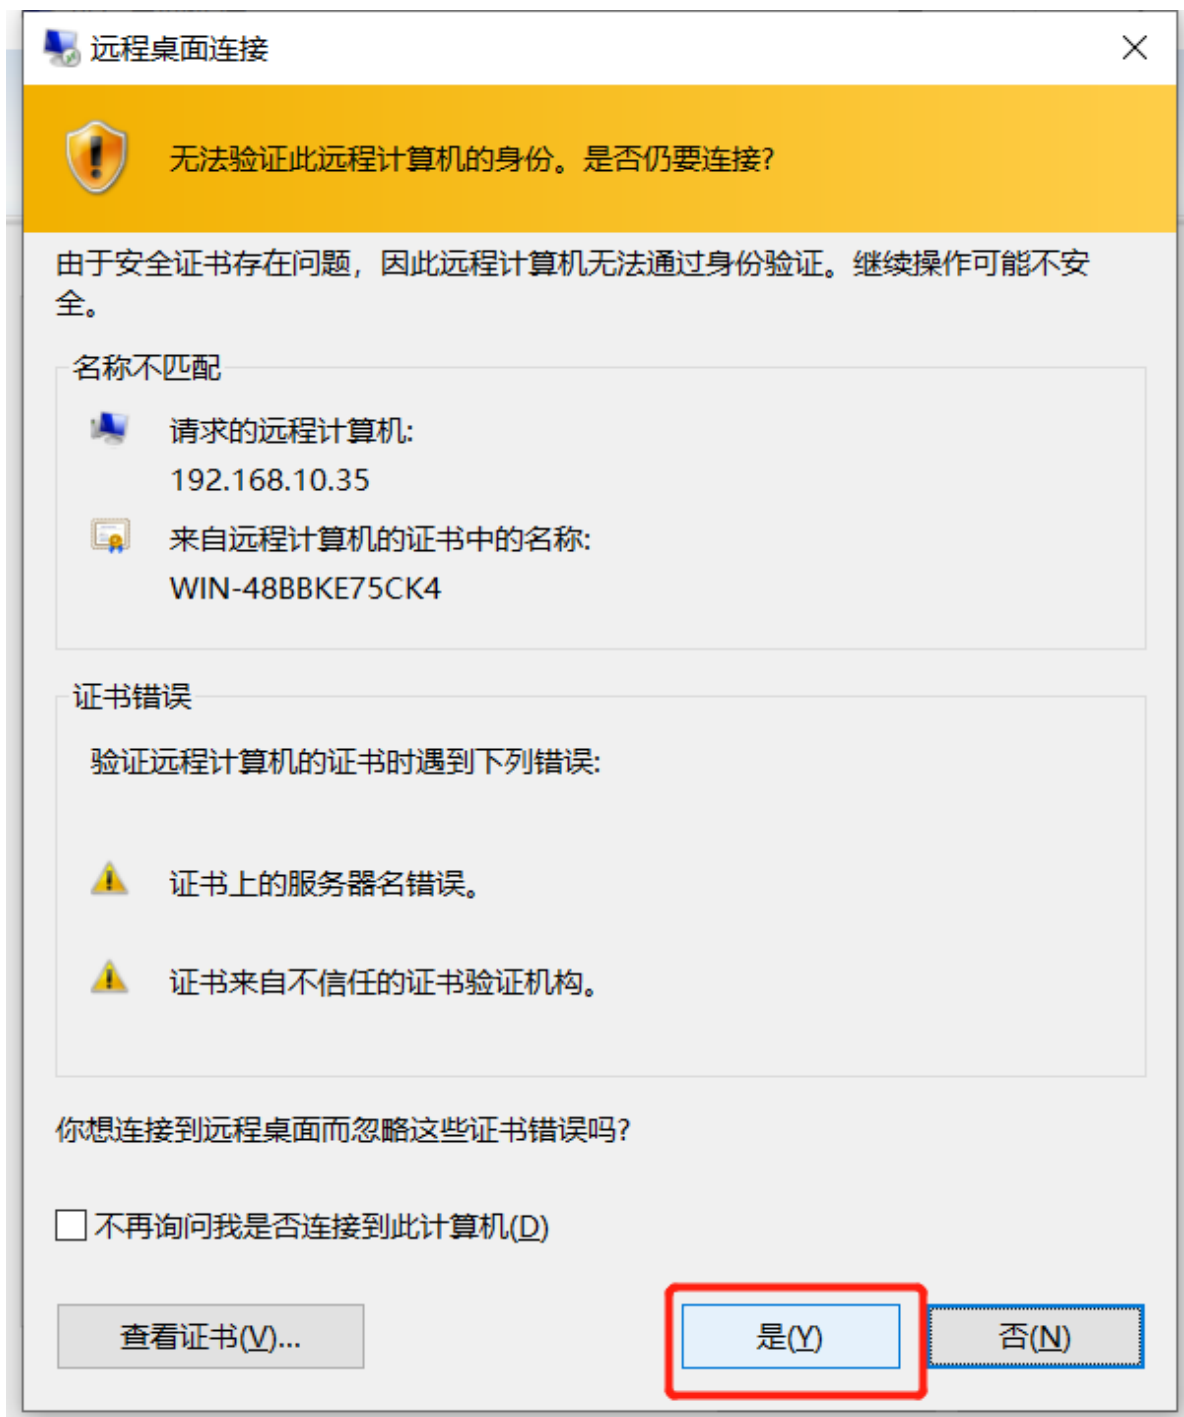 远程桌面连接
无法验证此远程计算机的身份。是否仍要连接?
由于安全证书存在问题，因此远程计算机无法通过身份验证。继续操作可能不安
全。
名称不匹配
请求的远程计算机:
192.168.10.35
来自远程计算机的证书中的名称:
WIN-48BBKE75CK4
证书错误
验证远程计算机的证书时遇到下列错误:
证书上的服务器名错误。
证书来自不信任的证书验证机构。
你想连接到远程桌面而忽略这些证书错误吗?
不再询问我是否连接到此计算机(D)
查看证书(V)...
是(Y)
否(N)